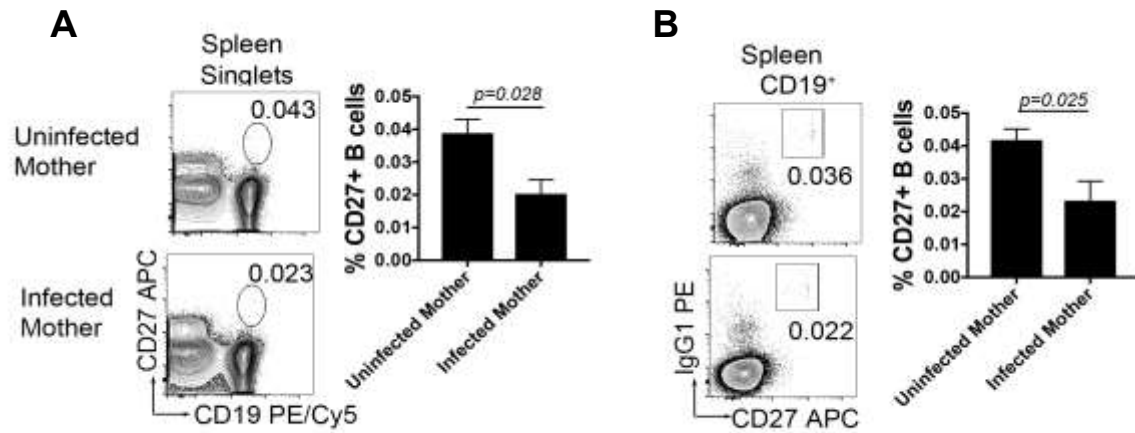 A
Spleen
Singlets
Uninfected
Mother
0.043
Infected
Mother
0.023
CD27 APC
CD19 PE/Cy5
% CD27+ B cells
0.05
0.04
0.03
0.02
0.01
0.00
p=0.028
Uninfected Mother
Infected Mother
B
Spleen
CD19⁺
0.036
0.022
IgG1 PE
CD27 APC
% CD27+ B cells
0.05
0.04
0.03
0.02
0.01
0.00
p=0.025
Uninfected Mother
Infected Mother